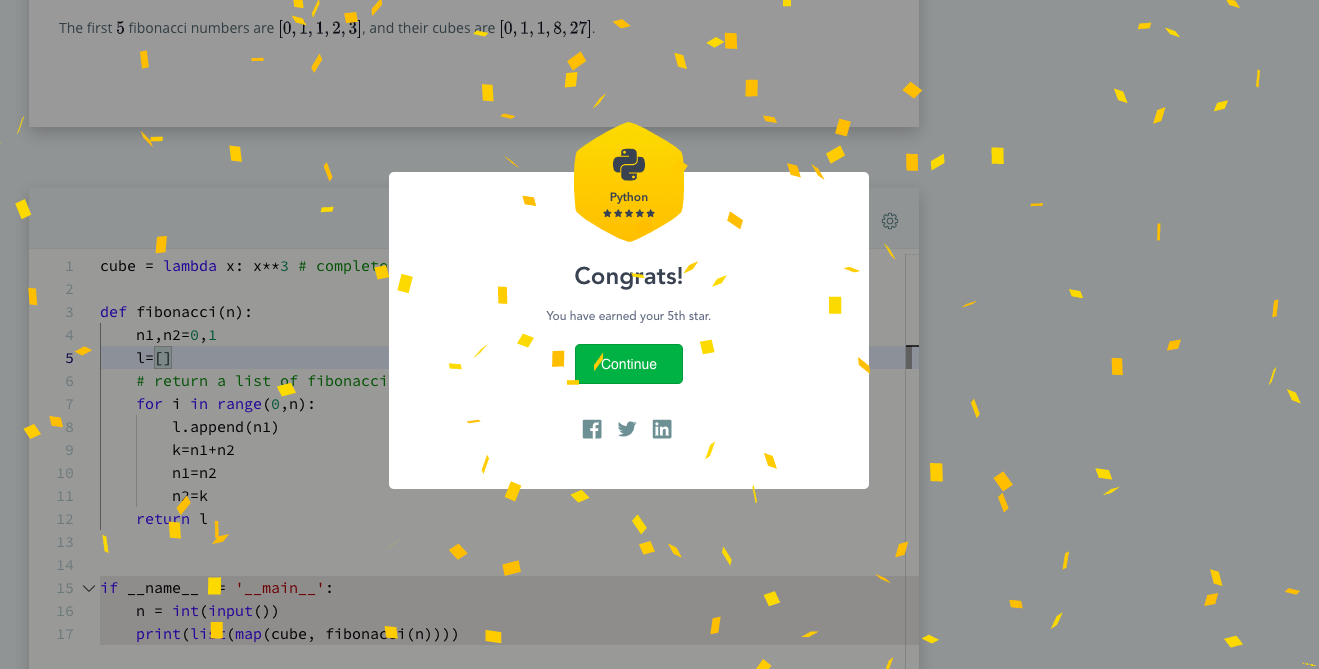 The first 5 fibonacci numbers are [0, 1, 1, 2, 3], and their cubes are [0, 1, 1, 8, 27].
Python
Congrats!
You have earned your 5th star.
Continue
1 cube = lambda x: x**3 # complete
2
3 def fibonacci(n):
4 n1,n2=0,1
5 l=[]
6 # return a list of fibonacci
7 for i in range(0,n):
8 l.append(n1)
9 k=n1+n2
10 n1=n2
11 n2=k
12 return l
13
14
15 if __name__ == '__main__':
16 n = int(input())
17 print(list(map(cube, fibonacci(n))))